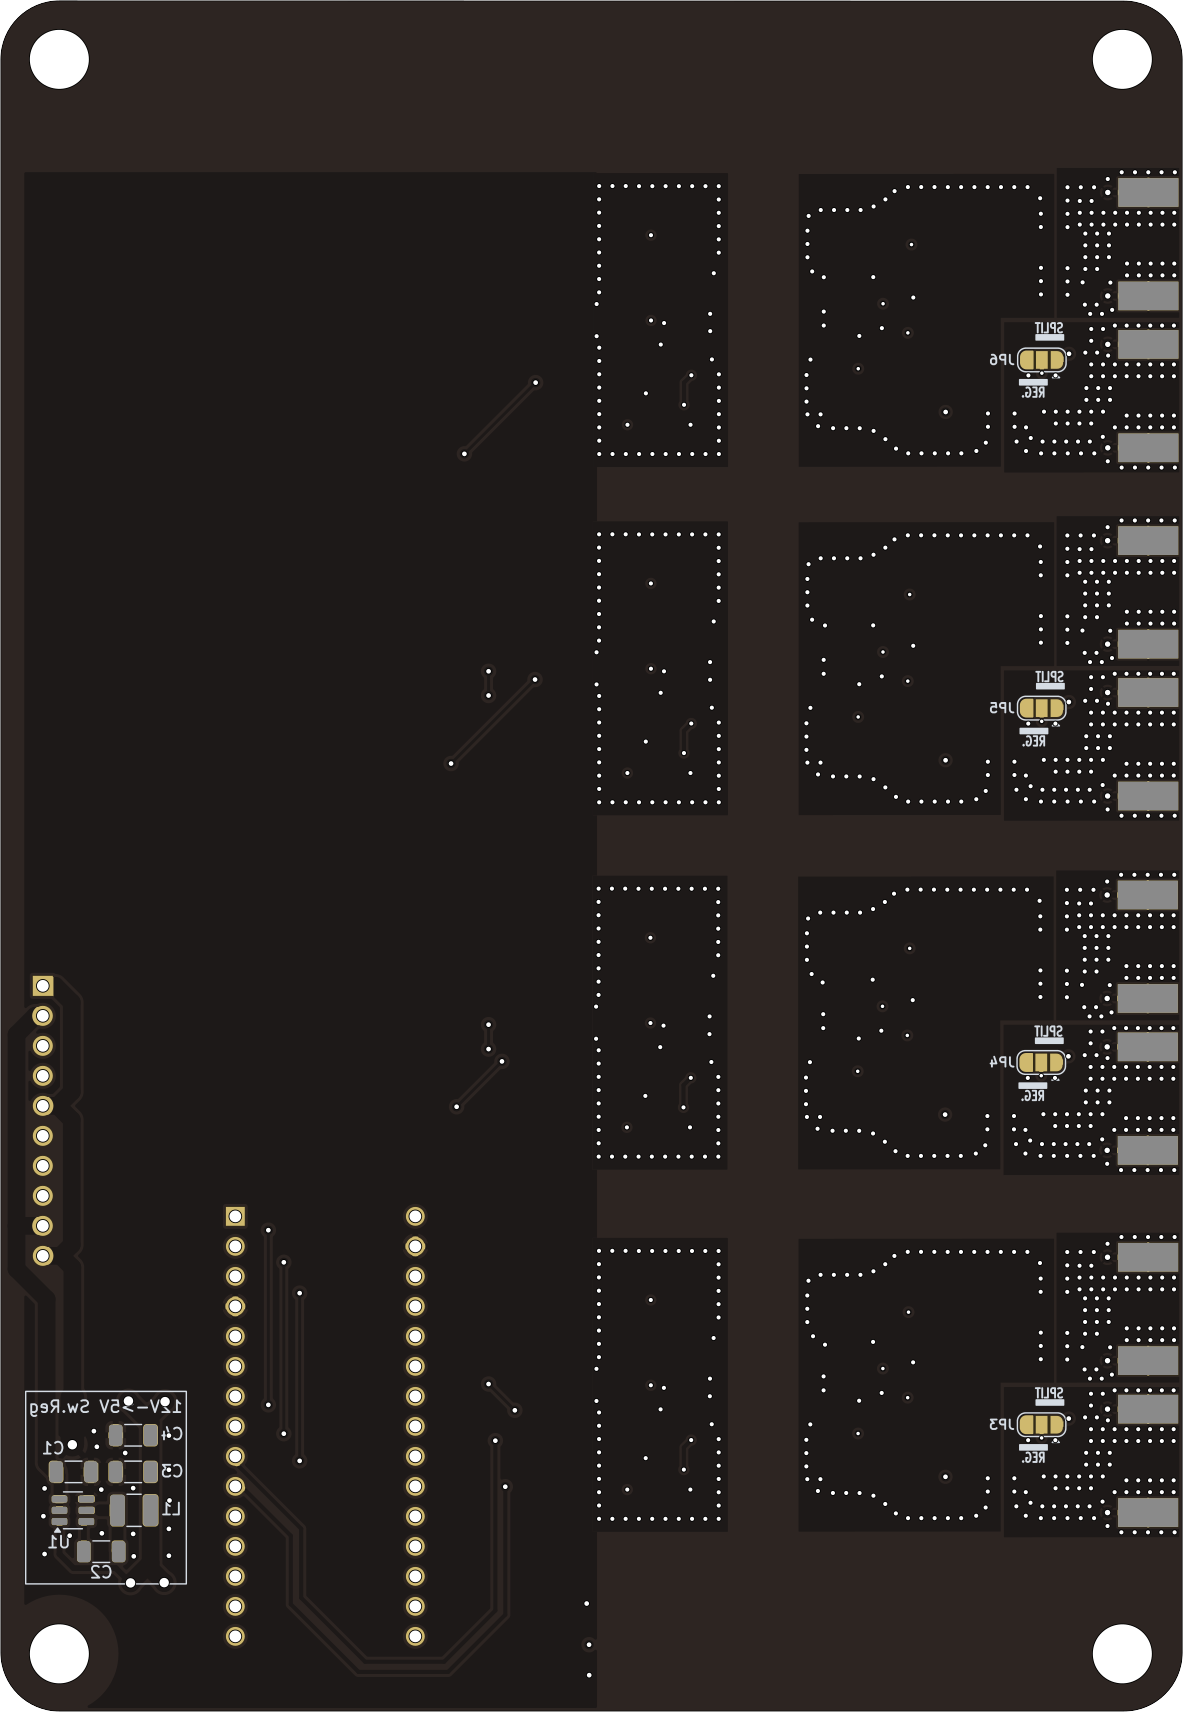 SPLIT
JP6
REG.
SPLIT
JP5
REG.
SPLIT
JP4
REG.
SPLIT
JP3
REG.
12V->5V Sw.Reg
C4
C1
C3
L1
U1
C2